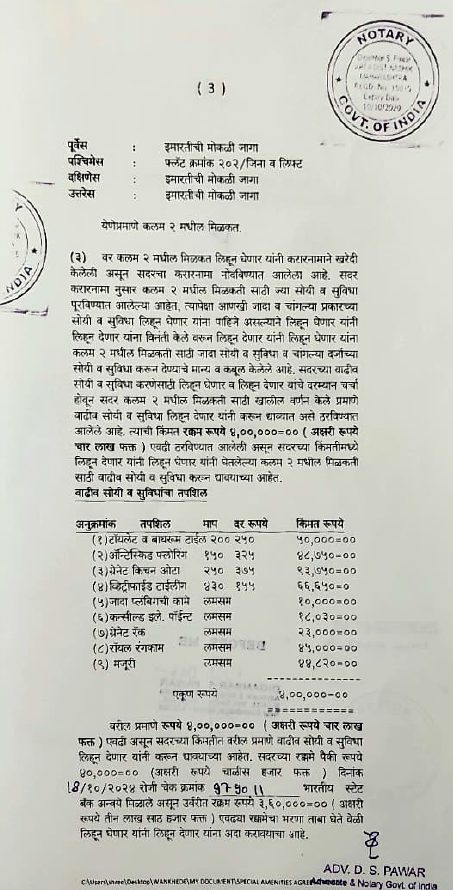 NOTARY
GOVT. OF INDIA
( 3 )
INDIA
पूर्वेस : इमारतीची मोकळी जागा
पश्चिमेस : फ्लॅट क्रमांक २०२/जिना व लिफ्ट
दक्षिणेस : इमारतीची मोकळी जागा
उत्तरेस : इमारतीची मोकळी जागा
येणेप्रमाणे कलम २ मधील मिळकत.
(३) वर कलम २ मधील मिळकत लिहून घेणार यांनी करारनामाने खरेदी
केलेली असून सदरचा करारनामा नोंदविण्यात आलेला आहे. सदर
करारनामा नुसार कलम २ मधील मिळकती साठी ज्या सोयी व सुविधा
पूरविण्यात आलेल्या आहेत, त्यापेक्षा आणखी जादा व चांगल्या प्रकारच्या
सोयी व सुविधा लिहून घेणार यांना पाहिने असल्याने लिहून घेणार यांनी
लिहून देणार यांना विनंती केले वरुन लिहून देणार यांनी लिहून घेणार यांना
कलम २ मधील मिळकती साठी जादा सोयी व सुविधा व चांगल्या दर्जाच्या
सोयी व सुविधा करुन देण्याचे मान्य व कबूल केलेले आहे. सदरच्या वाढीव
सोयी व सुविधा करणेसाठी लिहून घेणार व लिहून देणार यांचे दरम्यान चर्चा
होवून सदर कलम २ मधील मिळकती साठी खालील वर्णन केले प्रमाणे
वाढीव सोयी व सुविधा लिहून देणार यांनी करून द्याव्यात असे ठरविण्यात
आलेले आहे. त्याची किंमत रक्कम रूपये ४,००,०००=०० ( अक्षरी रूपये
चार लाख फक्त ) एवढी ठरविण्यात आलेली असून सदरच्या किंमतीमध्ये
लिहून देणार यांनी लिहून घेणार यांनी घेतलेल्या कलम २ मधील मिळकती
साठी वाढीव सोयी व सुविधा करून द्यावयाच्या आहेत.
वाढीव सोयी व सुविधांचा तपशिल
अनुक्रमांक तपशिल माप दर रूपये किंमत रूपये
(१) टॉयलेट व बाथरूम टाईल २०० २५० ५०,०००=००
(२) अँन्टिस्किड फ्लोरिंग १५० ३२५ ४८,७५०=००
(३) ग्रेनेट किचन ओटा २५० ३७५ ९३,७५०=००
(४) व्हिट्रीफाईड टाईलींग ४३० १५५ ६६,६५०=०
(५) जादा प्लंबिंगची कामे लमसम १०,०००=००
(६) कन्सील्ड इले. पॉईन्ट लमसम १८,०३०=००
(७) ग्रेनेट रॅक लमसम २३,०००=००
(८) रॉयल रंगकाम लमसम ४५,०००=००
(९) मजूरी लमसम ४४,८२०=००
एकुण रूपये ४,००,०००-००
वरील प्रमाणे रुपये ४,००,०००=०० ( अक्षरी रूपये चार लाख
फक्त ) एवढी असून सदरच्या किंमतीत वरील प्रमाणे वाढीव सोयी व सुविधा
लिहून देणार यांनी करून द्यावयाच्या आहेत. सदरच्या रक्कमे पैकी रूपये
४०,०००=०० (अक्षरी रूपये चाळीस हजार फक्त ) दिनांक
18/१०/२०२४ रोजी चेक क्रमांक भारतीय स्टेट
बँक अन्वये मिळाले असून उर्वरीत रक्कम रूपये ३,६०,०००=०० ( अक्षरी
रूपये तीन लाख साठ हजार फक्त ) एवढ्या रक्कमेचा भरणा ताबा घेते वेळी
लिहून घेणार यांनी लिहून देणार यांना अदा करावयाचा आहे.
ADV. D. S. PAWAR
Advocate & Notary Govt. of India
C:\Users\shree\Desktop\WANKHEDE\MY DOCUMENT\SPECIAL AMENITIES